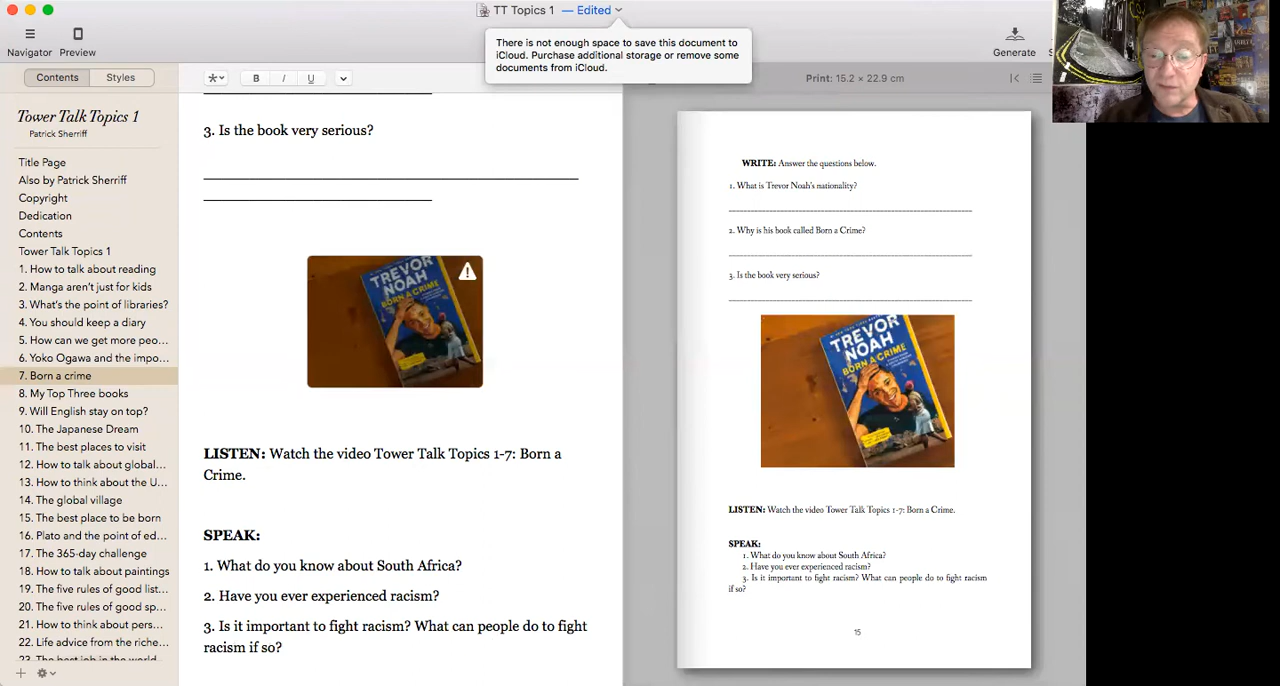 TT Topics 1 — Edited
There is not enough space to save this document to
iCloud. Purchase additional storage or remove some
documents from iCloud.
Navigator
Preview
Generate
Contents
Styles
B I U
Print: 15.2 x 22.9 cm
Tower Talk Topics 1
Patrick Sherriff
Title Page
Also by Patrick Sherriff
Copyright
Dedication
Contents
Tower Talk Topics 1
1. How to talk about reading
2. Manga aren't just for kids
3. What's the point of libraries?
4. You should keep a diary
5. How can we get more peo...
6. Yoko Ogawa and the impo...
7. Born a crime
8. My Top Three books
9. Will English stay on top?
10. The Japanese Dream
11. The best places to visit
12. How to talk about global...
13. How to think about the U...
14. The global village
15. The best place to be born
16. Plato and the point of ed...
17. The 365-day challenge
18. How to talk about paintings
19. The five rules of good list...
20. The five rules of good sp...
21. How to think about pers...
22. Life advice from the riche...
23. The best job in the world
3. Is the book very serious?
TREVOR
NOAH
BORN A CRIME
LISTEN: Watch the video Tower Talk Topics 1-7: Born a
Crime.
SPEAK:
1. What do you know about South Africa?
2. Have you ever experienced racism?
3. Is it important to fight racism? What can people do to fight
racism if so?
WRITE: Answer the questions below.
1. What is Trevor Noah's nationality?
2. Why is his book called Born a Crime?
3. Is the book very serious?
TREVOR
NOAH
BORN A CRIME
LISTEN: Watch the video Tower Talk Topics 1-7: Born a Crime.
SPEAK:
1. What do you know about South Africa?
2. Have you ever experienced racism?
3. Is it important to fight racism? What can people do to fight racism
if so?
15